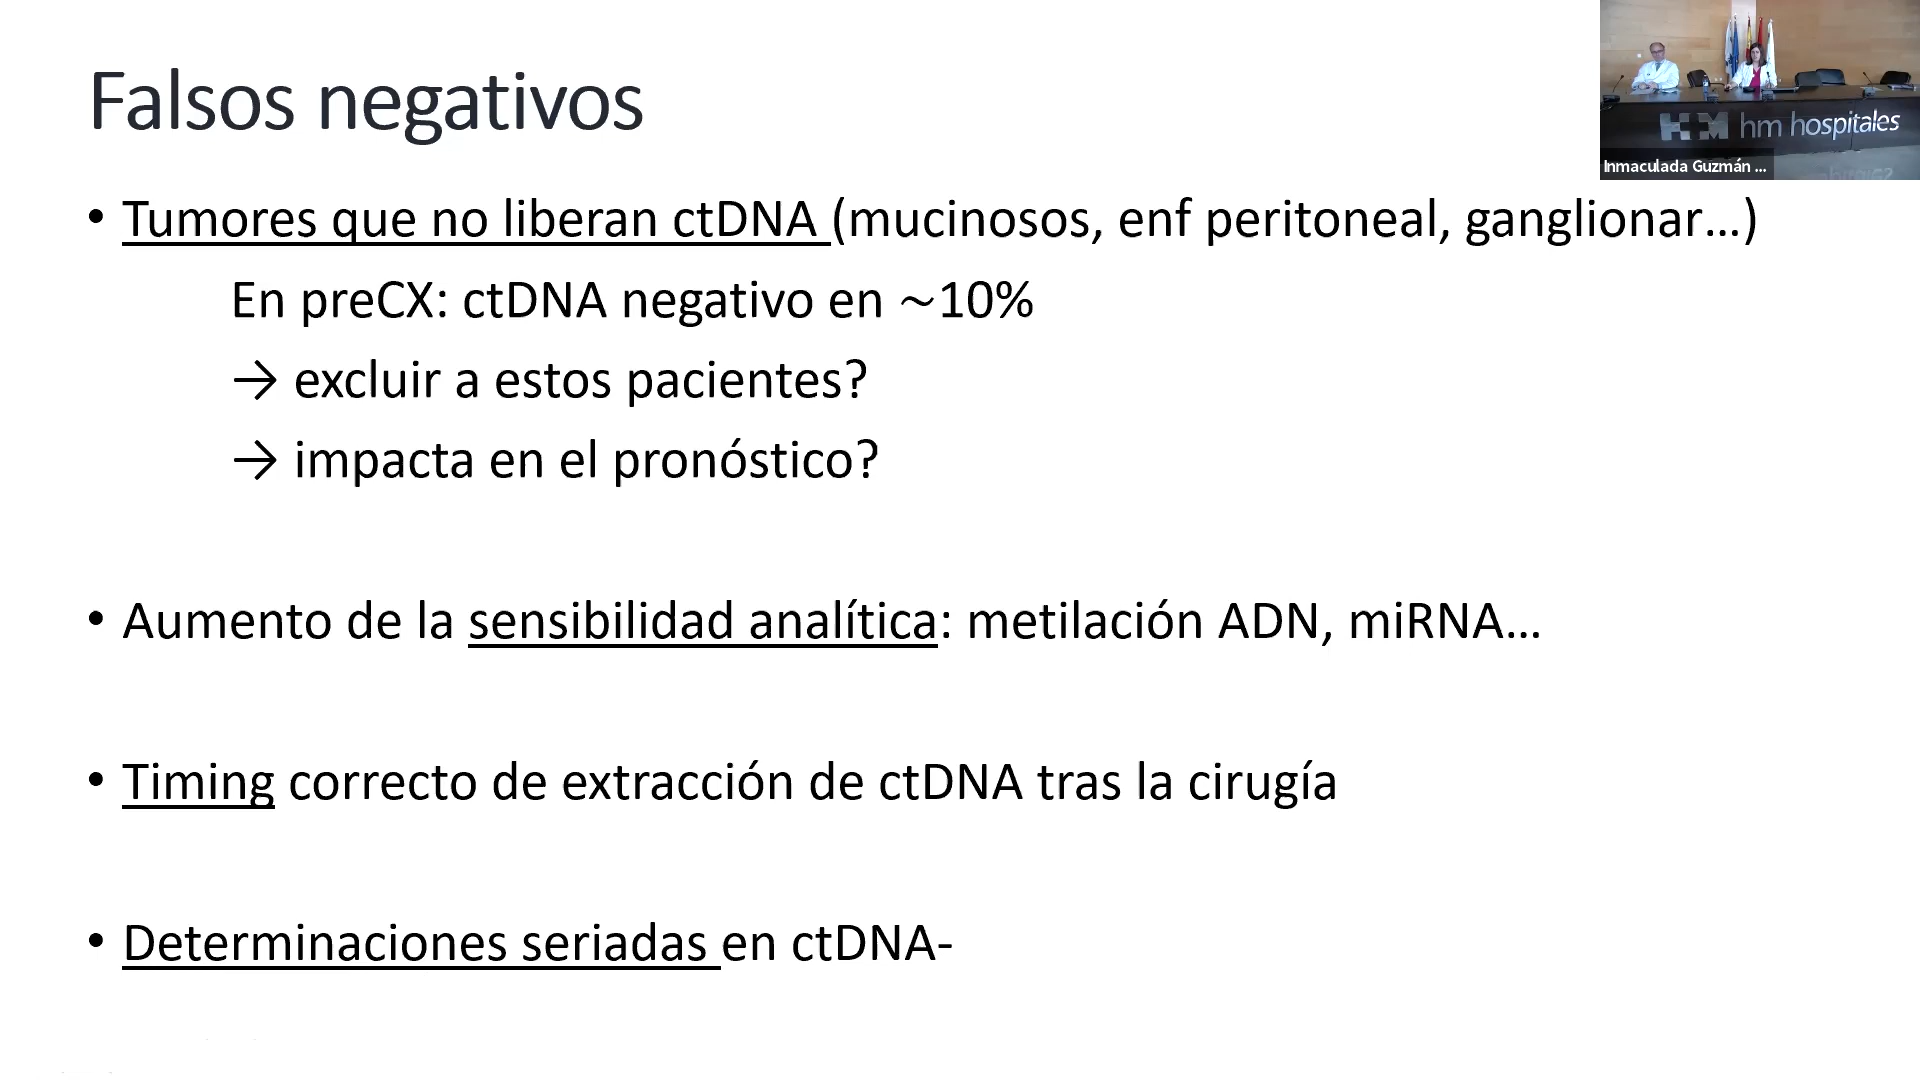 Falsos negativos
hm hospitales
Inmaculada Guzmán ...
• Tumores que no liberan ctDNA (mucinosos, enf peritoneal, ganglionar...)
En preCX: ctDNA negativo en ~10%
→ excluir a estos pacientes?
→ impacta en el pronóstico?
• Aumento de la sensibilidad analítica: metilación ADN, miRNA...
• Timing correcto de extracción de ctDNA tras la cirugía
• Determinaciones seriadas en ctDNA-